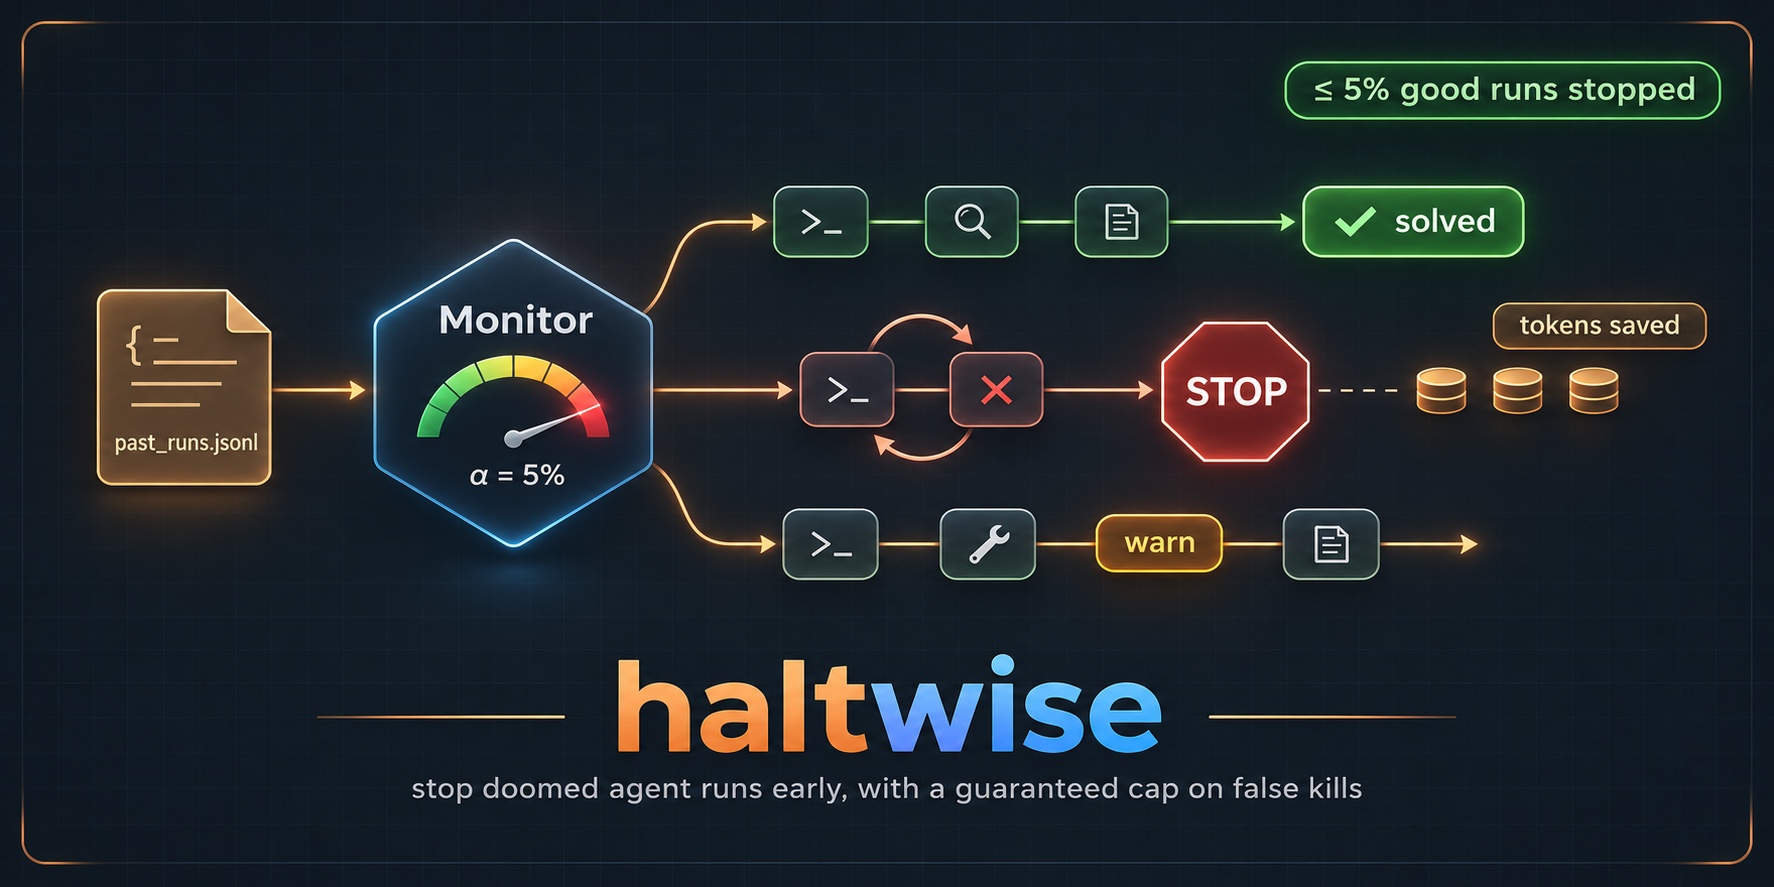 ≤ 5% good runs stopped
>_
solved
{
past_runs.jsonl
Monitor
α = 5%
>_
STOP
tokens saved
>_
warn
haltwise
stop doomed agent runs early, with a guaranteed cap on false kills